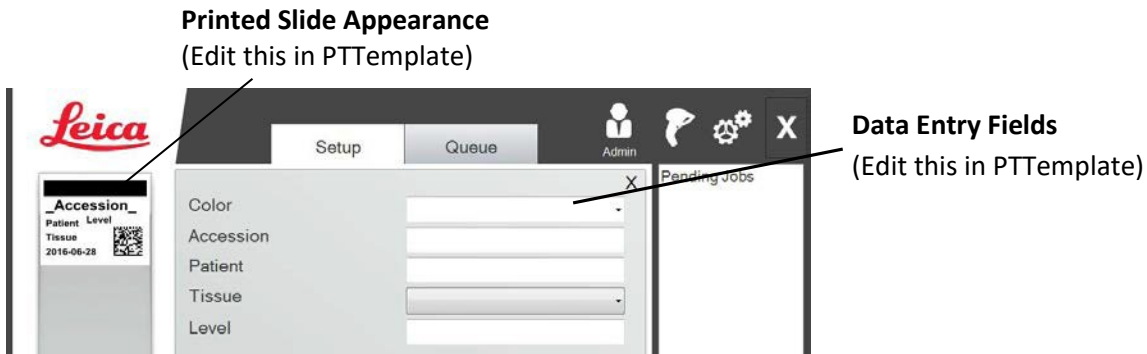 Printed Slide Appearance
(Edit this in PTTemplate)
Leica
Setup
Queue
Admin
X
Data Entry Fields
(Edit this in PTTemplate)
Pending Jobs
X
_Accession_
Patient Level
Tissue
2016-06-28
Color
Accession
Patient
Tissue
Level